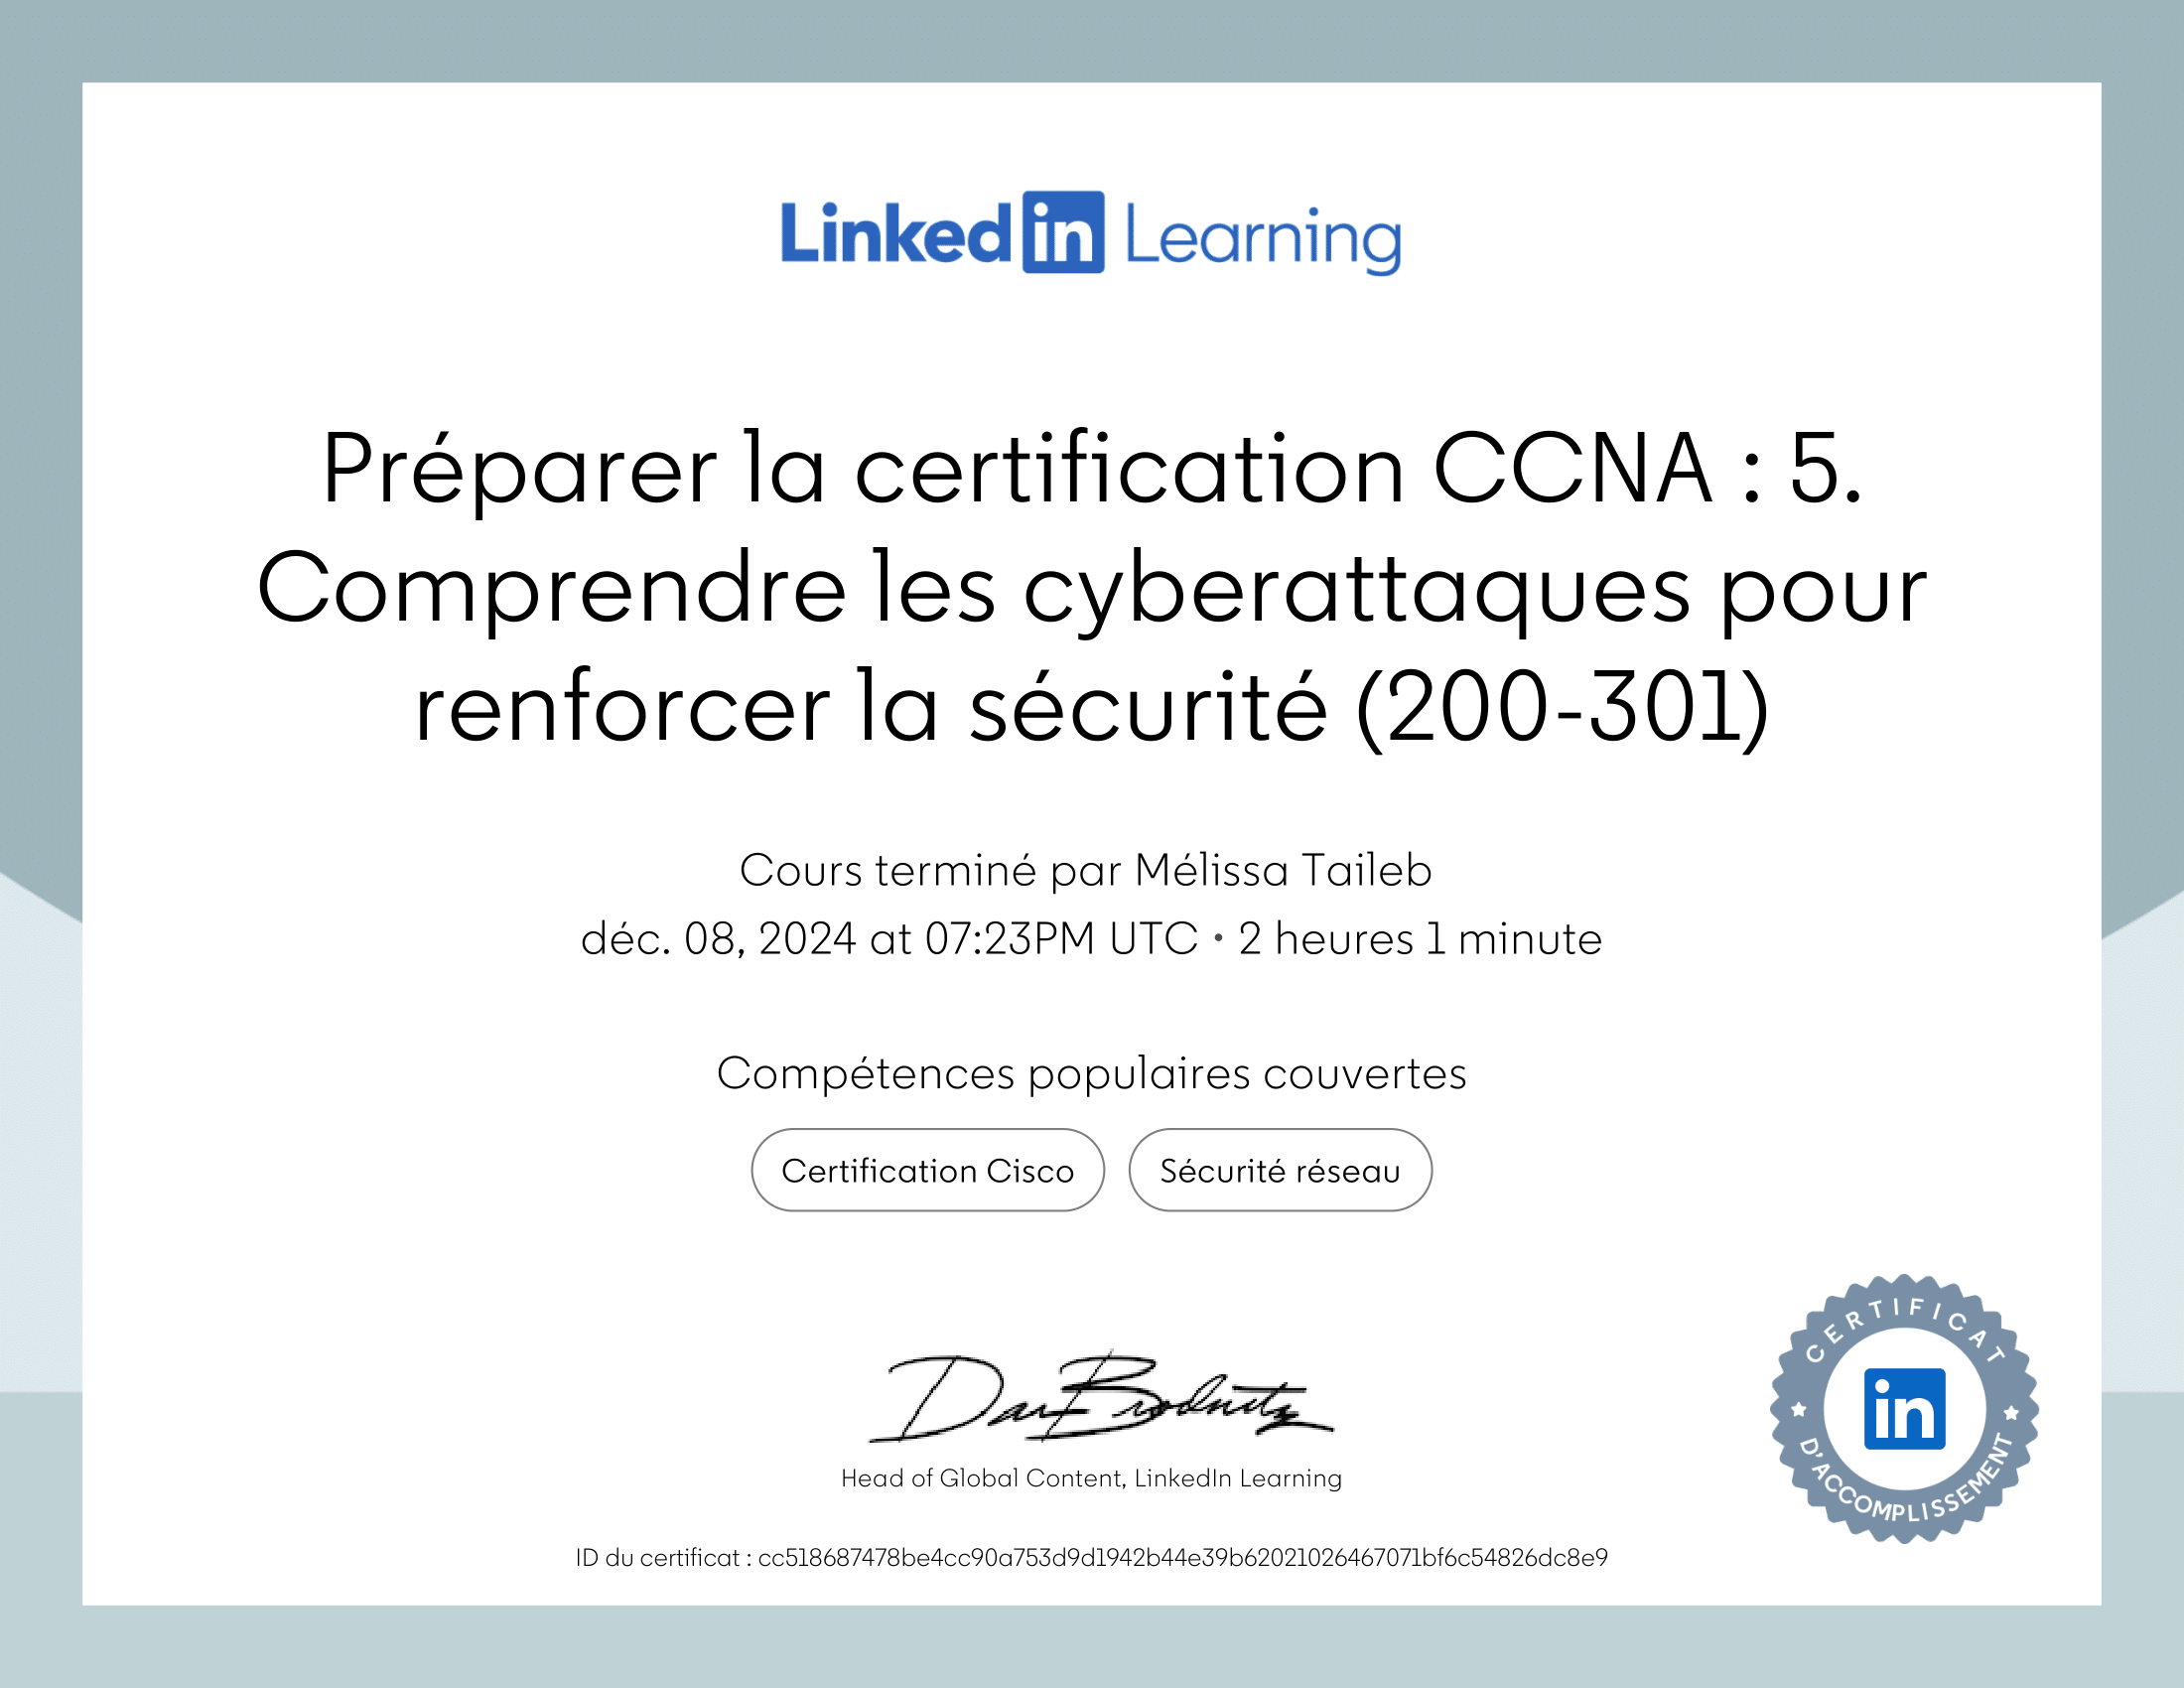 Linked in Learning
Préparer la certification CCNA : 5.
Comprendre les cyberattaques pour
renforcer la sécurité (200-301)
Cours terminé par Mélissa Taileb
déc. 08, 2024 at 07:23PM UTC • 2 heures 1 minute
Compétences populaires couvertes
Certification Cisco
Sécurité réseau
Dan Brodnitz
Head of Global Content, LinkedIn Learning
ID du certificat : cc518687478be4cc90a753d9d1942b44e39b62021026467071bf6c54826dc8e9
CERTIFICAT
in
D'ACCOMPLISSEMENT